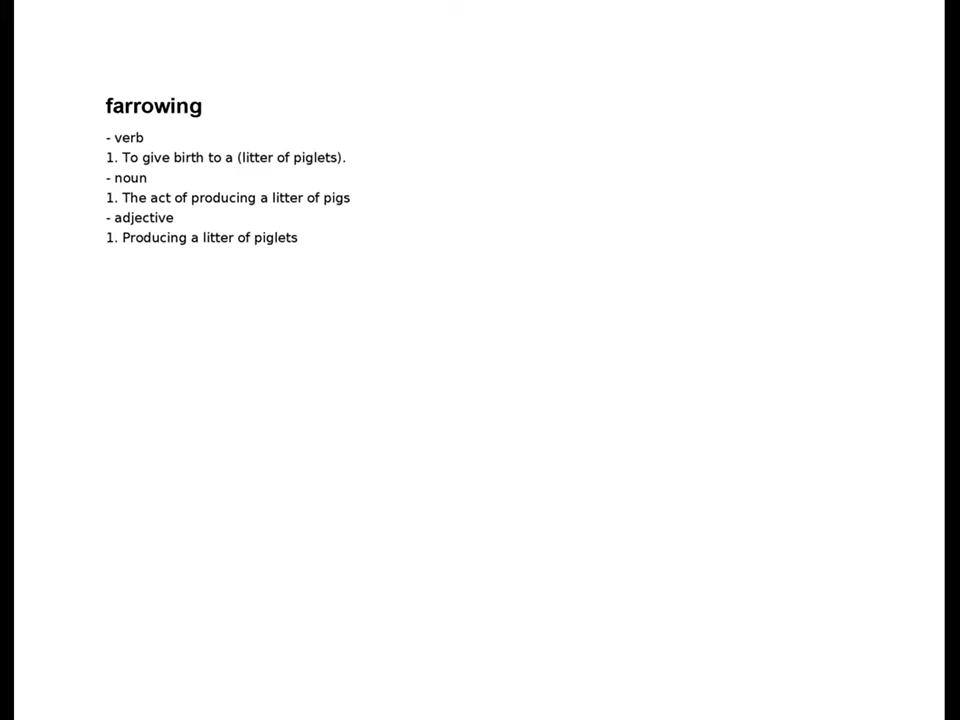 farrowing
- verb
1. To give birth to a (litter of piglets).
- noun
1. The act of producing a litter of pigs
- adjective
1. Producing a litter of piglets